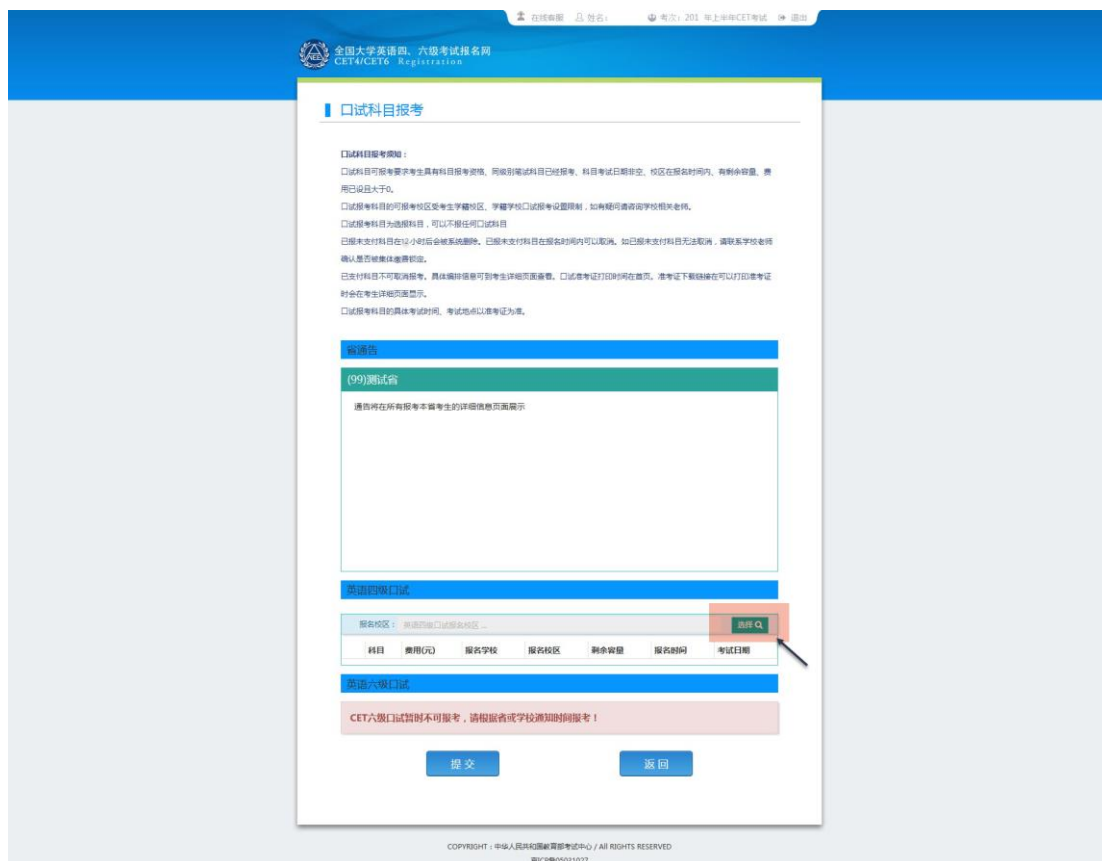 在线客服 姓名: 考次: 201 年上半年CET考试 退出
全国大学英语四、六级考试报名网
CET4/CET6 Registration
口试科目报考
口试科目报考须知：
口试科目可报考要求考生具有科目报考资格、同级别笔试科目已经报考、科目考试日期非空、校区在报名时间内、有剩余容量、费
用已设且大于0。
口试报考科目的可报考校区受考生学籍校区、学籍学校口试报考设置限制，如有疑问请咨询学校相关老师。
口试报考科目为选报科目，可以不报任何口试科目
已报未支付科目在12小时后会被系统删除。已报未支付科目在报名时间内可以取消。如已报未支付科目无法取消，请联系学校老师
确认是否被集体缴费锁定。
已支付科目不可取消报考。具体编排信息可到考生详细页面查看。口试准考证打印时间在首页。准考证下载链接在可以打印准考证
时会在考生详细页面显示。
口试报考科目的具体考试时间、考试地点以准考证为准。
省通告
(99)测试省
通告将在所有报考本省考生的详细信息页面展示
英语四级口试
报名校区： 英语四级口试报名校区 ... 选择
科目 费用(元) 报名学校 报名校区 剩余容量 报名时间 考试日期
英语六级口试
CET六级口试暂时不可报考，请根据省或学校通知时间报考！
提交 返回
COPYRIGHT：中华人民共和国教育部考试中心 / All RIGHTS RESERVED
京ICP备05031027